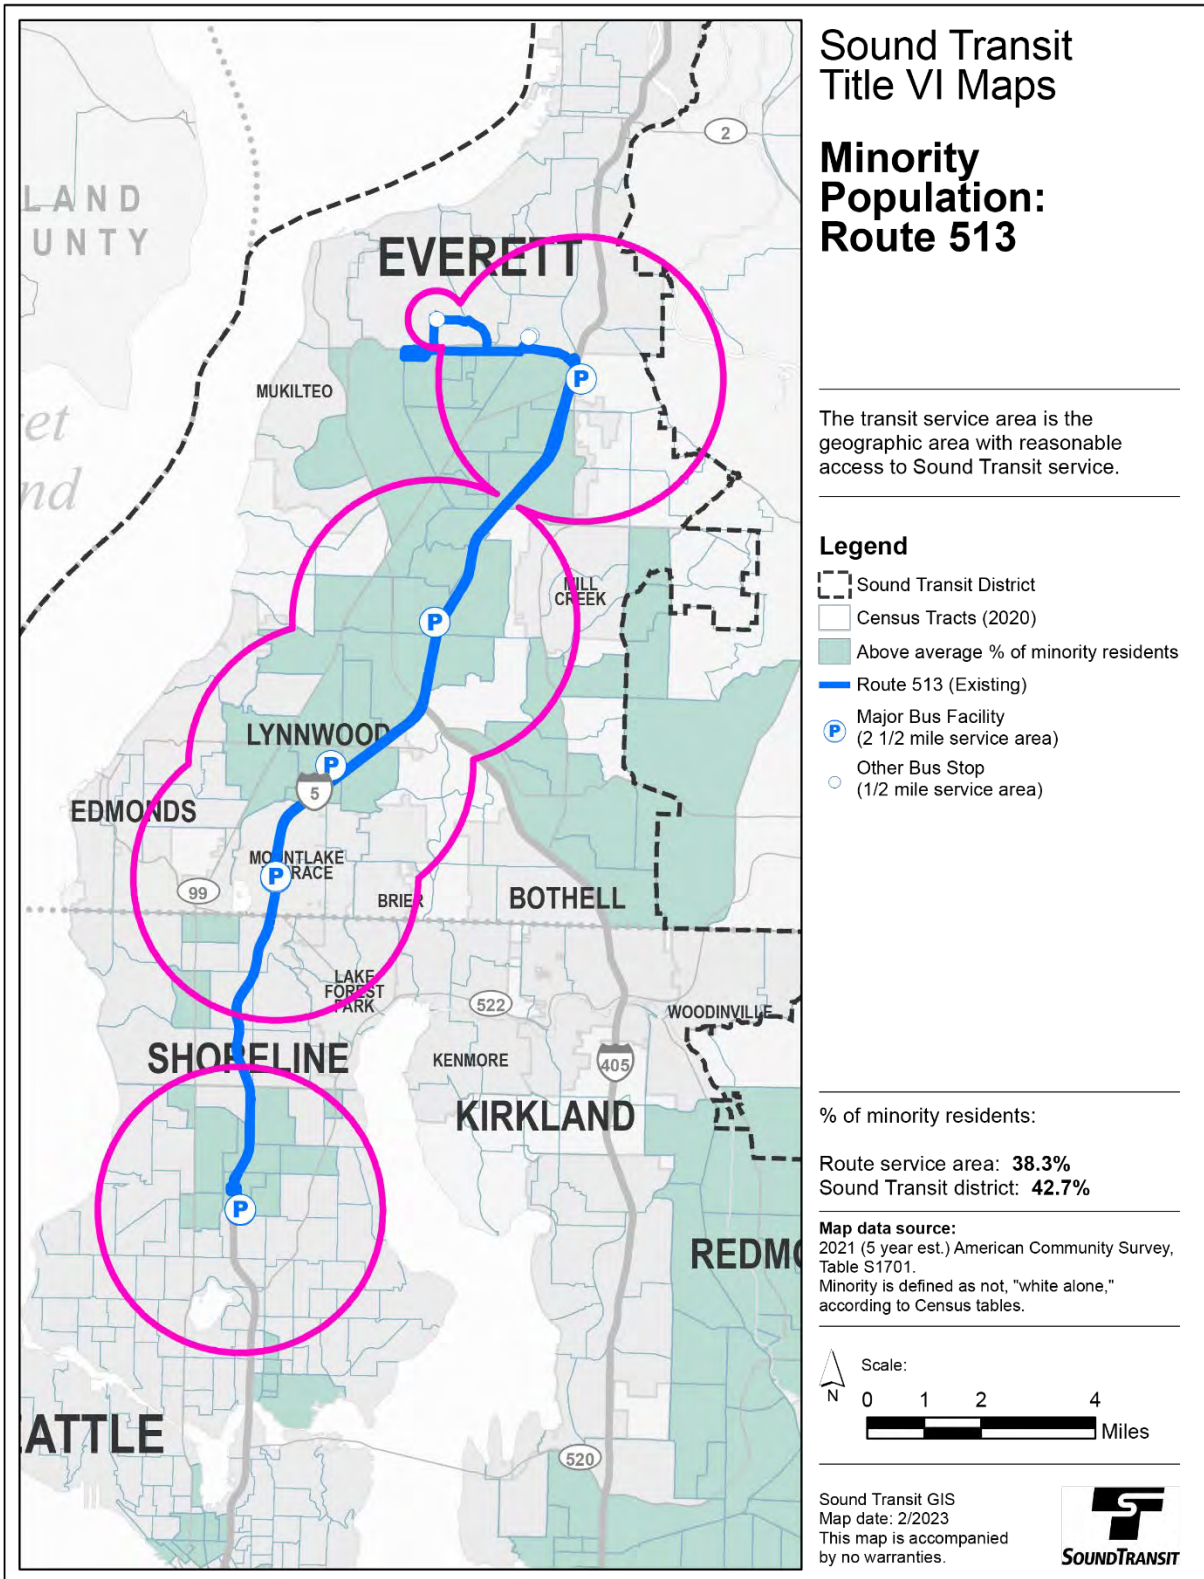 Sound Transit
Title VI Maps
Minority
Population:
Route 513
The transit service area is the
geographic area with reasonable
access to Sound Transit service.
Legend
Sound Transit District
Census Tracts (2020)
Above average % of minority residents
Route 513 (Existing)
P
Major Bus Facility
(2 1/2 mile service area)
Other Bus Stop
(1/2 mile service area)
% of minority residents:
Route service area: 38.3%
Sound Transit district: 42.7%
Map data source:
2021 (5 year est.) American Community Survey,
Table S1701.
Minority is defined as not, "white alone,"
according to Census tables.
N
Scale:
0 1 2 4
Miles
Sound Transit GIS
Map date: 2/2023
This map is accompanied
by no warranties.
SOUNDTRANSIT
2
LAND
UNTY
EVERETT
P
MUKILTEO
et
nd
MILL
CREEK
P
LYNNWOOD
P
5
EDMONDS
MOUNTLAKE
TERRACE
P
99
BRIER
BOTHELL
LAKE
FOREST
PARK
522
WOODINVILLE
SHORELINE
KENMORE
405
KIRKLAND
P
REDMO
ATTLE
520